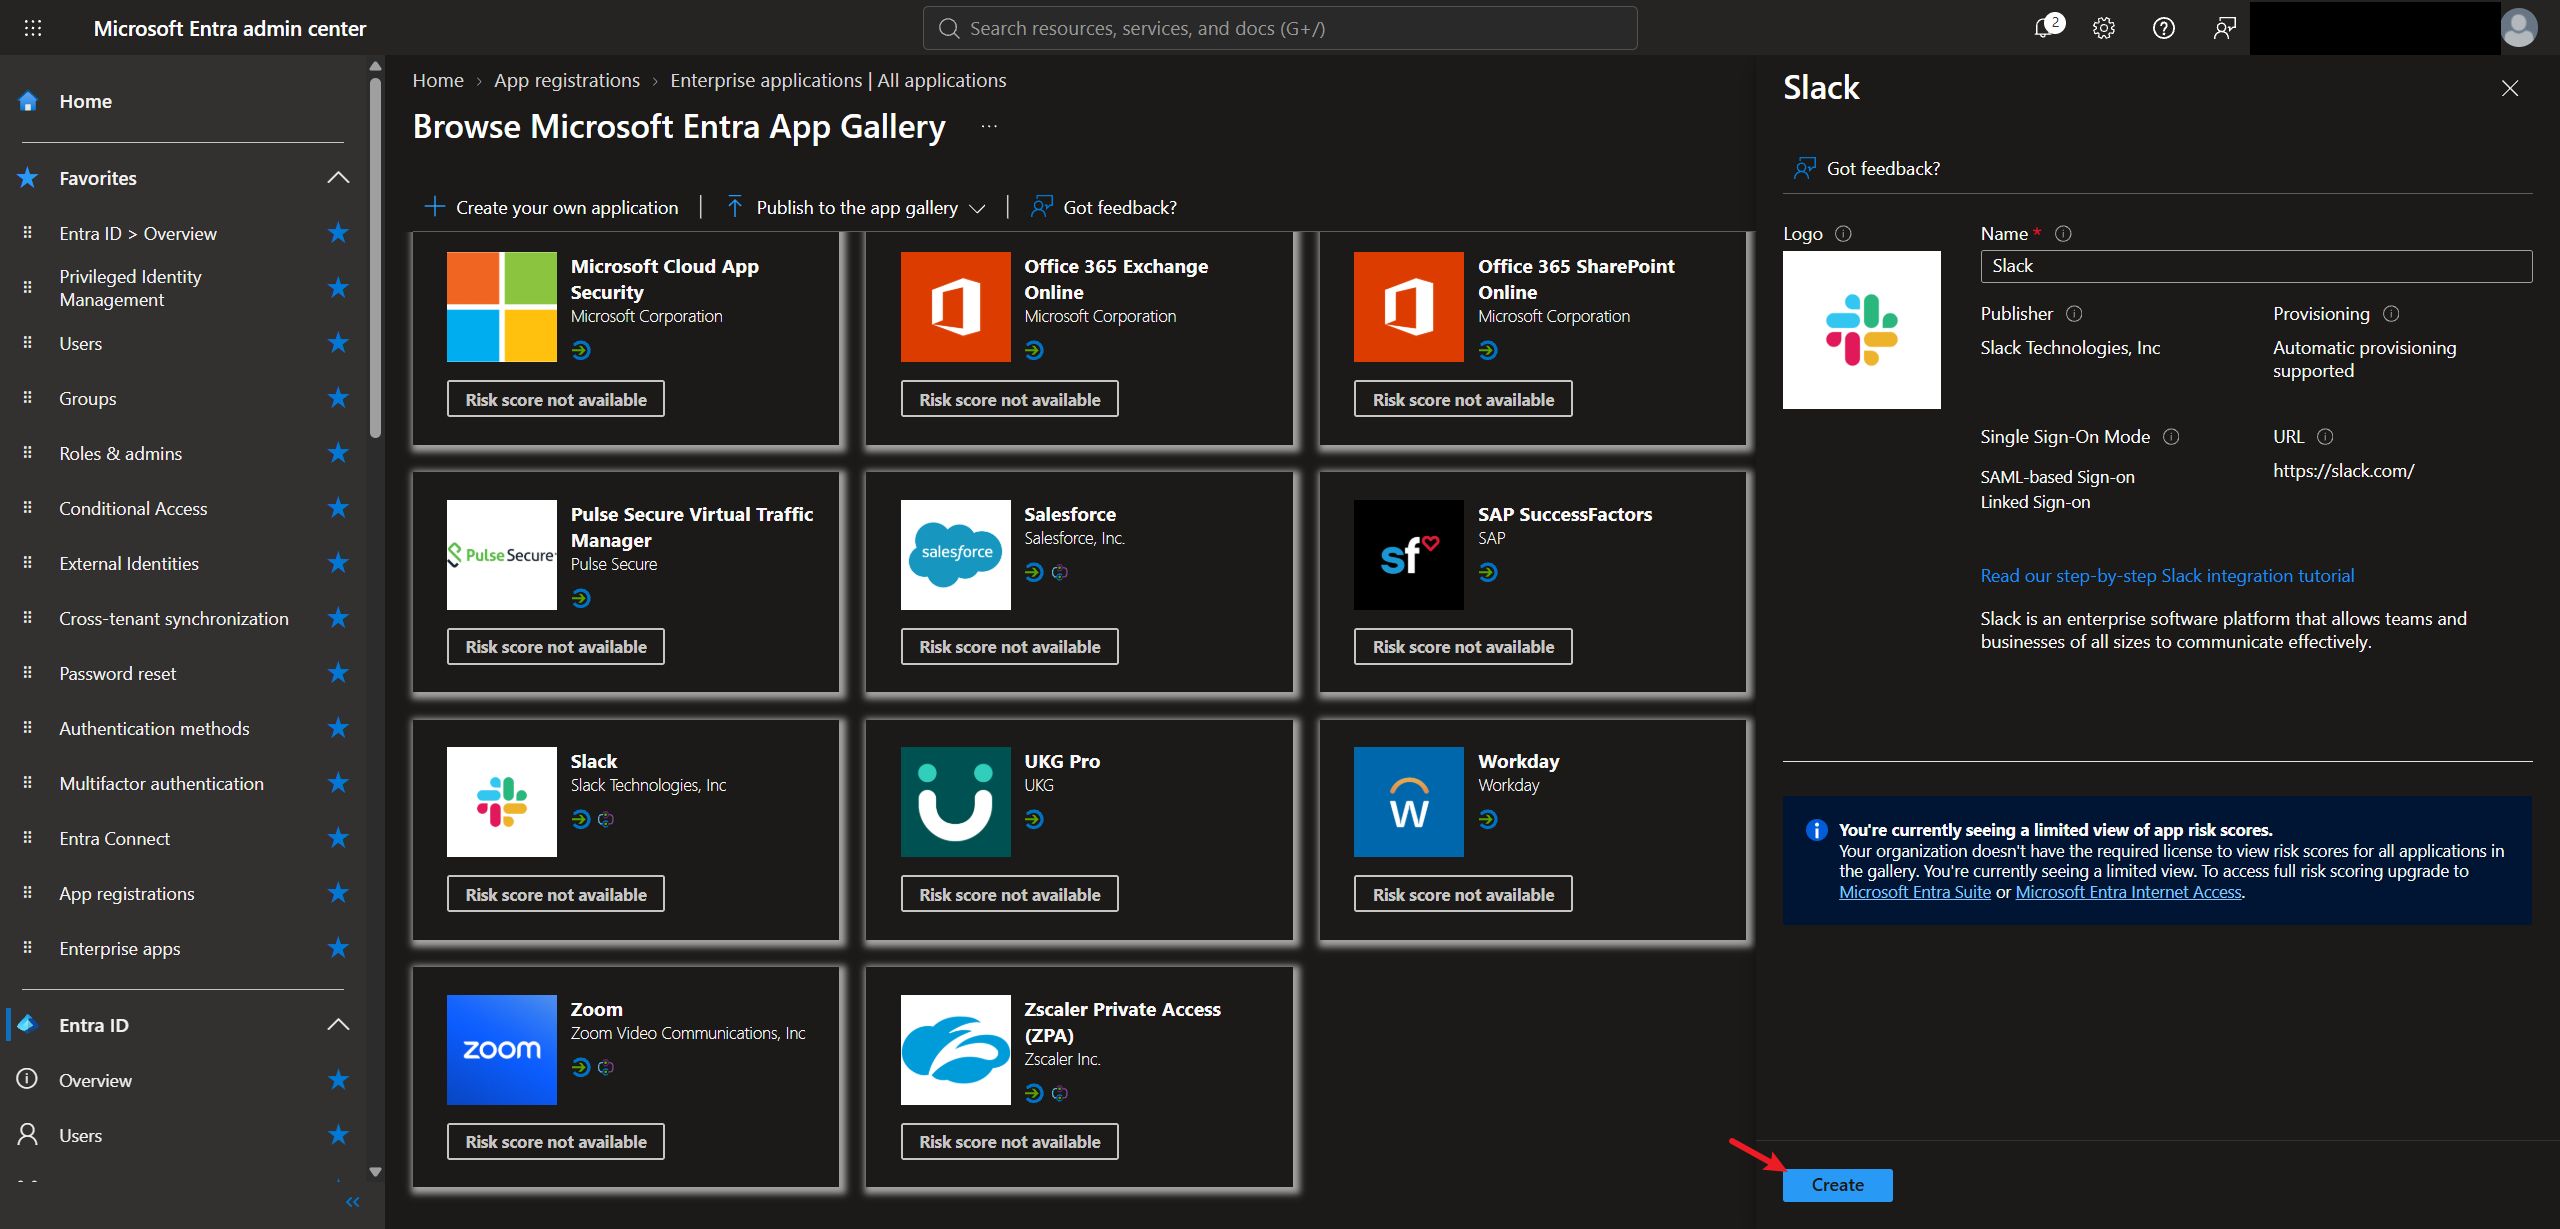 Microsoft Entra admin center
Search resources, services, and docs (G+/)
2
Home
Favorites
Entra ID > Overview
Privileged Identity
Management
Users
Groups
Roles & admins
Conditional Access
External Identities
Cross-tenant synchronization
Password reset
Authentication methods
Multifactor authentication
Entra Connect
App registrations
Enterprise apps
Entra ID
Overview
Users
Home › App registrations › Enterprise applications | All applications
Browse Microsoft Entra App Gallery ...
Create your own application
Publish to the app gallery
Got feedback?
Microsoft Cloud App
Security
Microsoft Corporation
Risk score not available
Office 365 Exchange
Online
Microsoft Corporation
Risk score not available
Office 365 SharePoint
Online
Microsoft Corporation
Risk score not available
Pulse Secure
Pulse Secure Virtual Traffic
Manager
Pulse Secure
Risk score not available
salesforce
Salesforce
Salesforce, Inc.
Risk score not available
sf
SAP SuccessFactors
SAP
Risk score not available
Slack
Slack Technologies, Inc
Risk score not available
UKG Pro
UKG
Risk score not available
W
Workday
Workday
Risk score not available
zoom
Zoom
Zoom Video Communications, Inc
Risk score not available
Zscaler Private Access
(ZPA)
Zscaler Inc.
Risk score not available
Slack
Got feedback?
Logo
Name *
Slack
Publisher
Slack Technologies, Inc
Provisioning
Automatic provisioning
supported
Single Sign-On Mode
SAML-based Sign-on
Linked Sign-on
URL
https://slack.com/
Read our step-by-step Slack integration tutorial
Slack is an enterprise software platform that allows teams and
businesses of all sizes to communicate effectively.
You're currently seeing a limited view of app risk scores.
Your organization doesn't have the required license to view risk scores for all applications in
the gallery. You're currently seeing a limited view. To access full risk scoring upgrade to
Microsoft Entra Suite or Microsoft Entra Internet Access.
Create